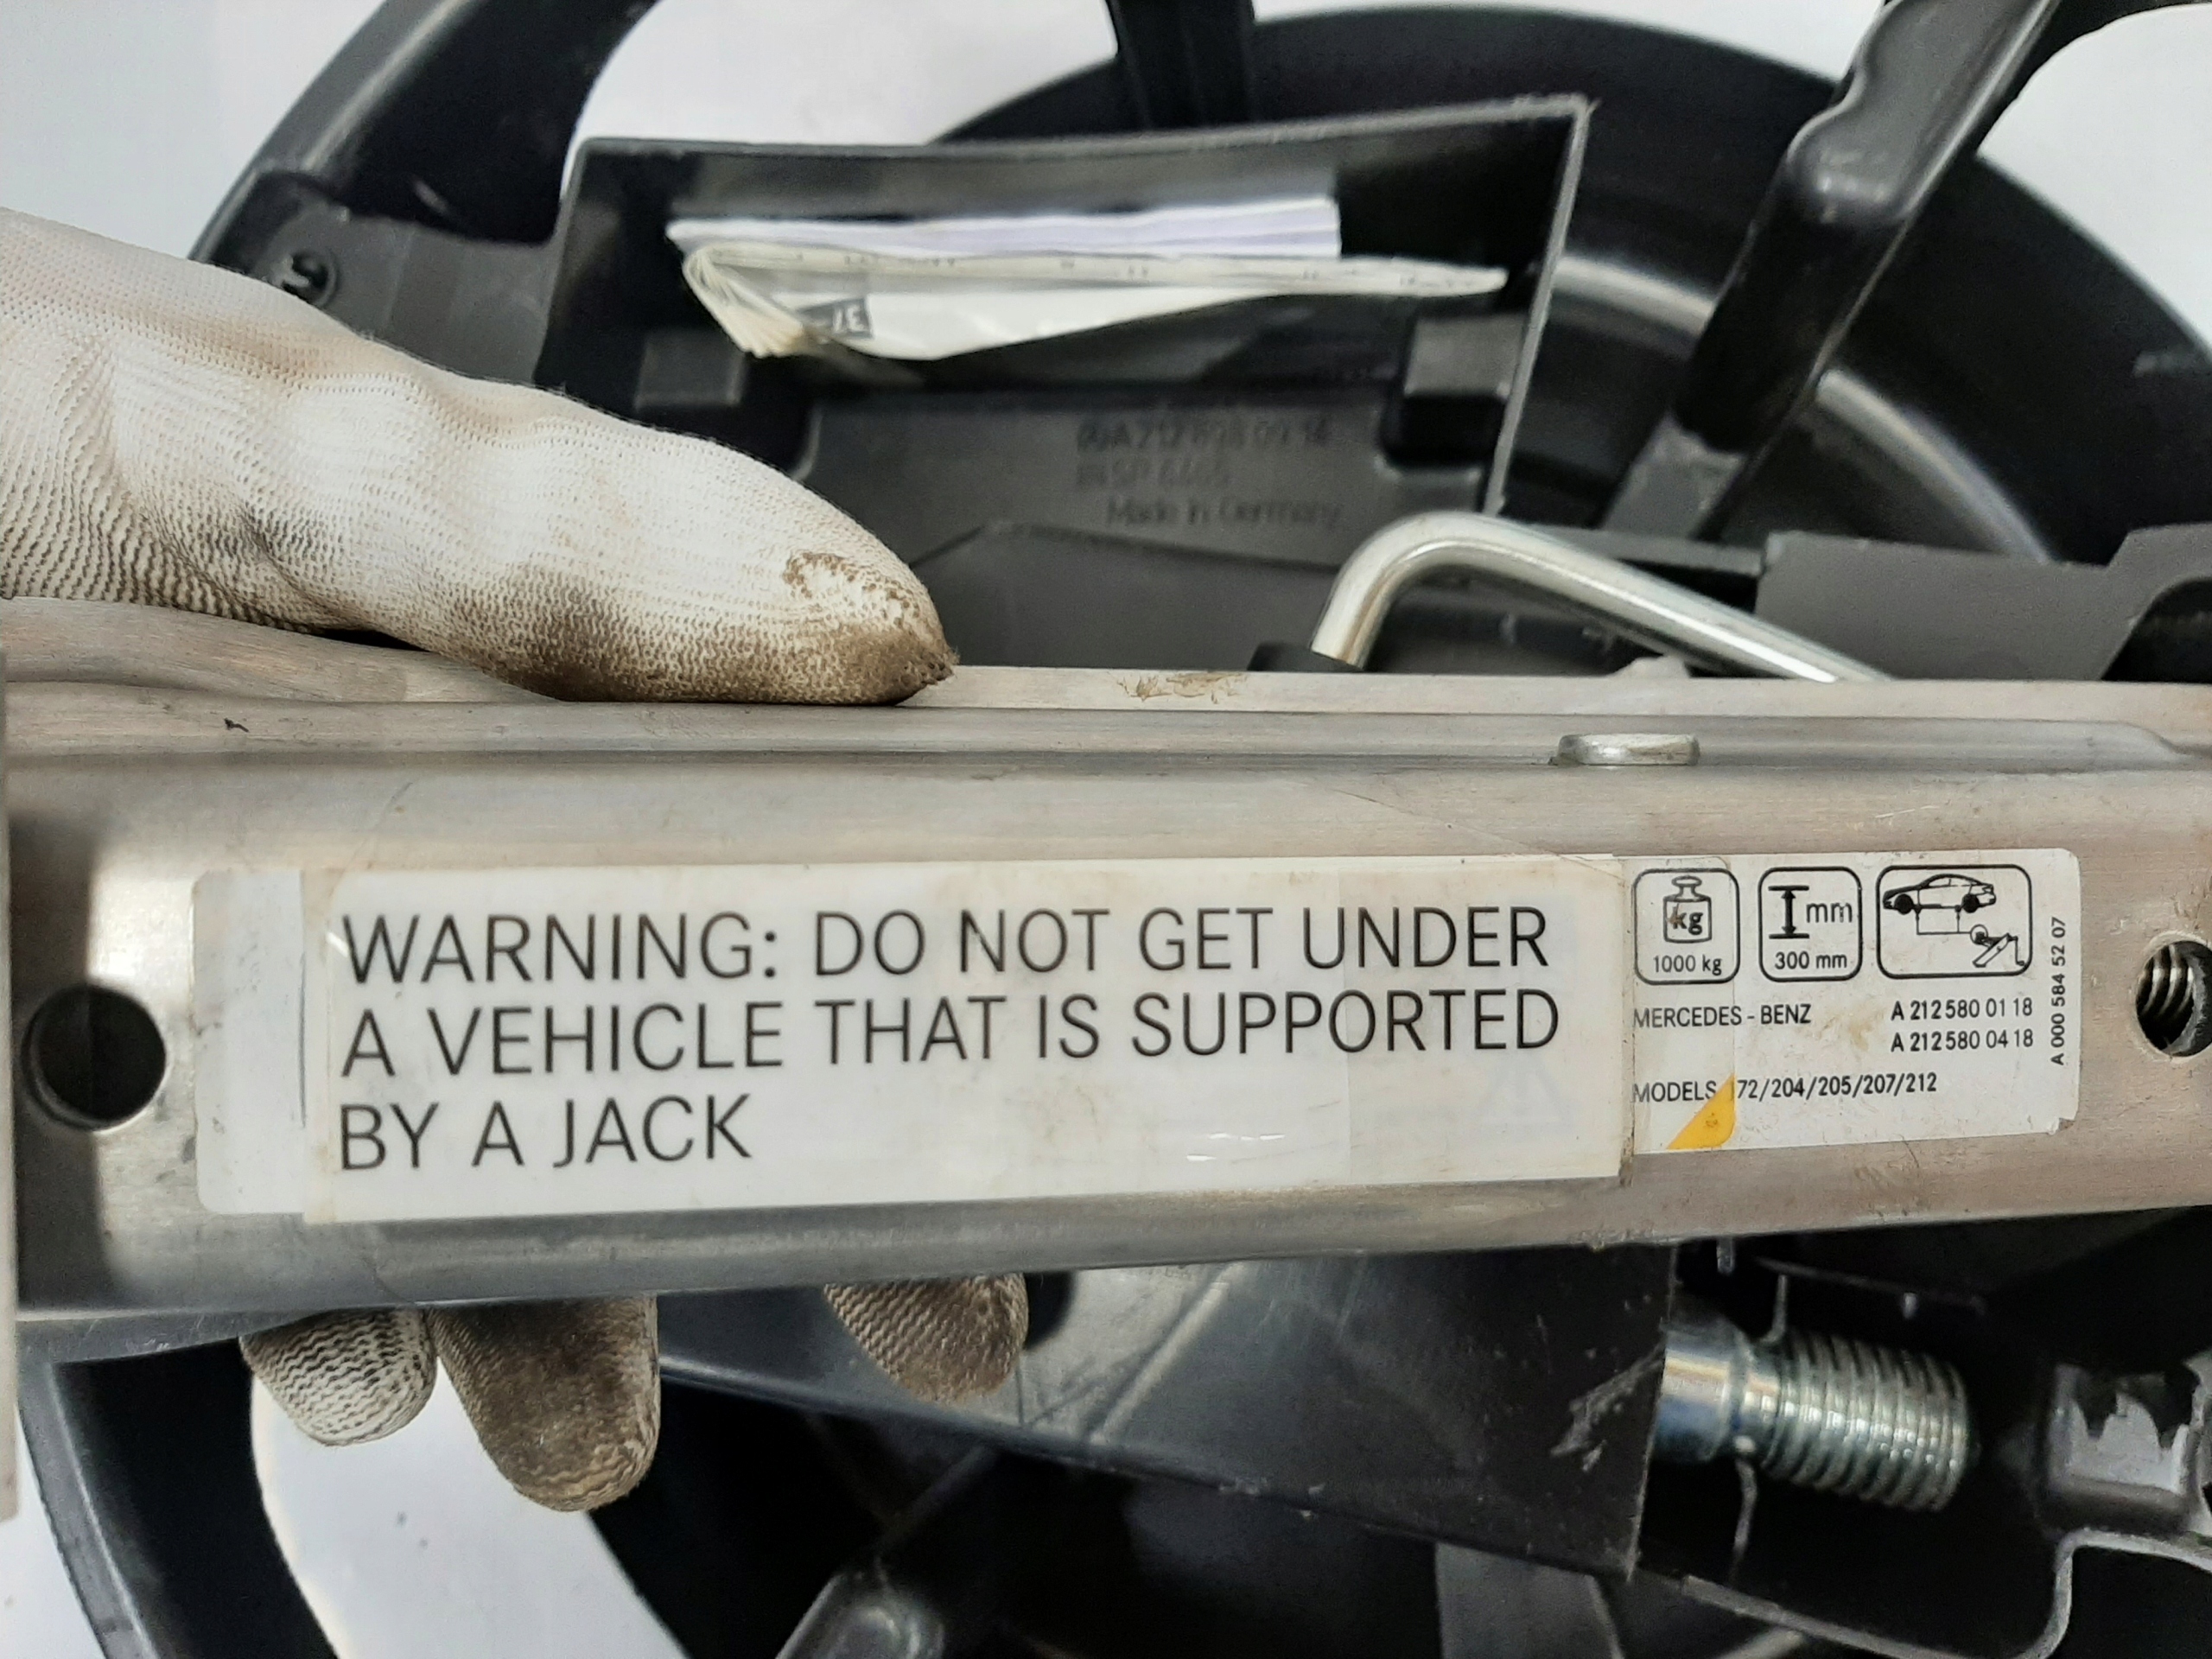 37
Made in Germany
WARNING: DO NOT GET UNDER
A VEHICLE THAT IS SUPPORTED
BY A JACK
kg
1000 kg
mm
300 mm
MERCEDES-BENZ
A 212 580 01 18
A 212 580 04 18
MODELS 172/204/205/207/212
A 000 584 52 07